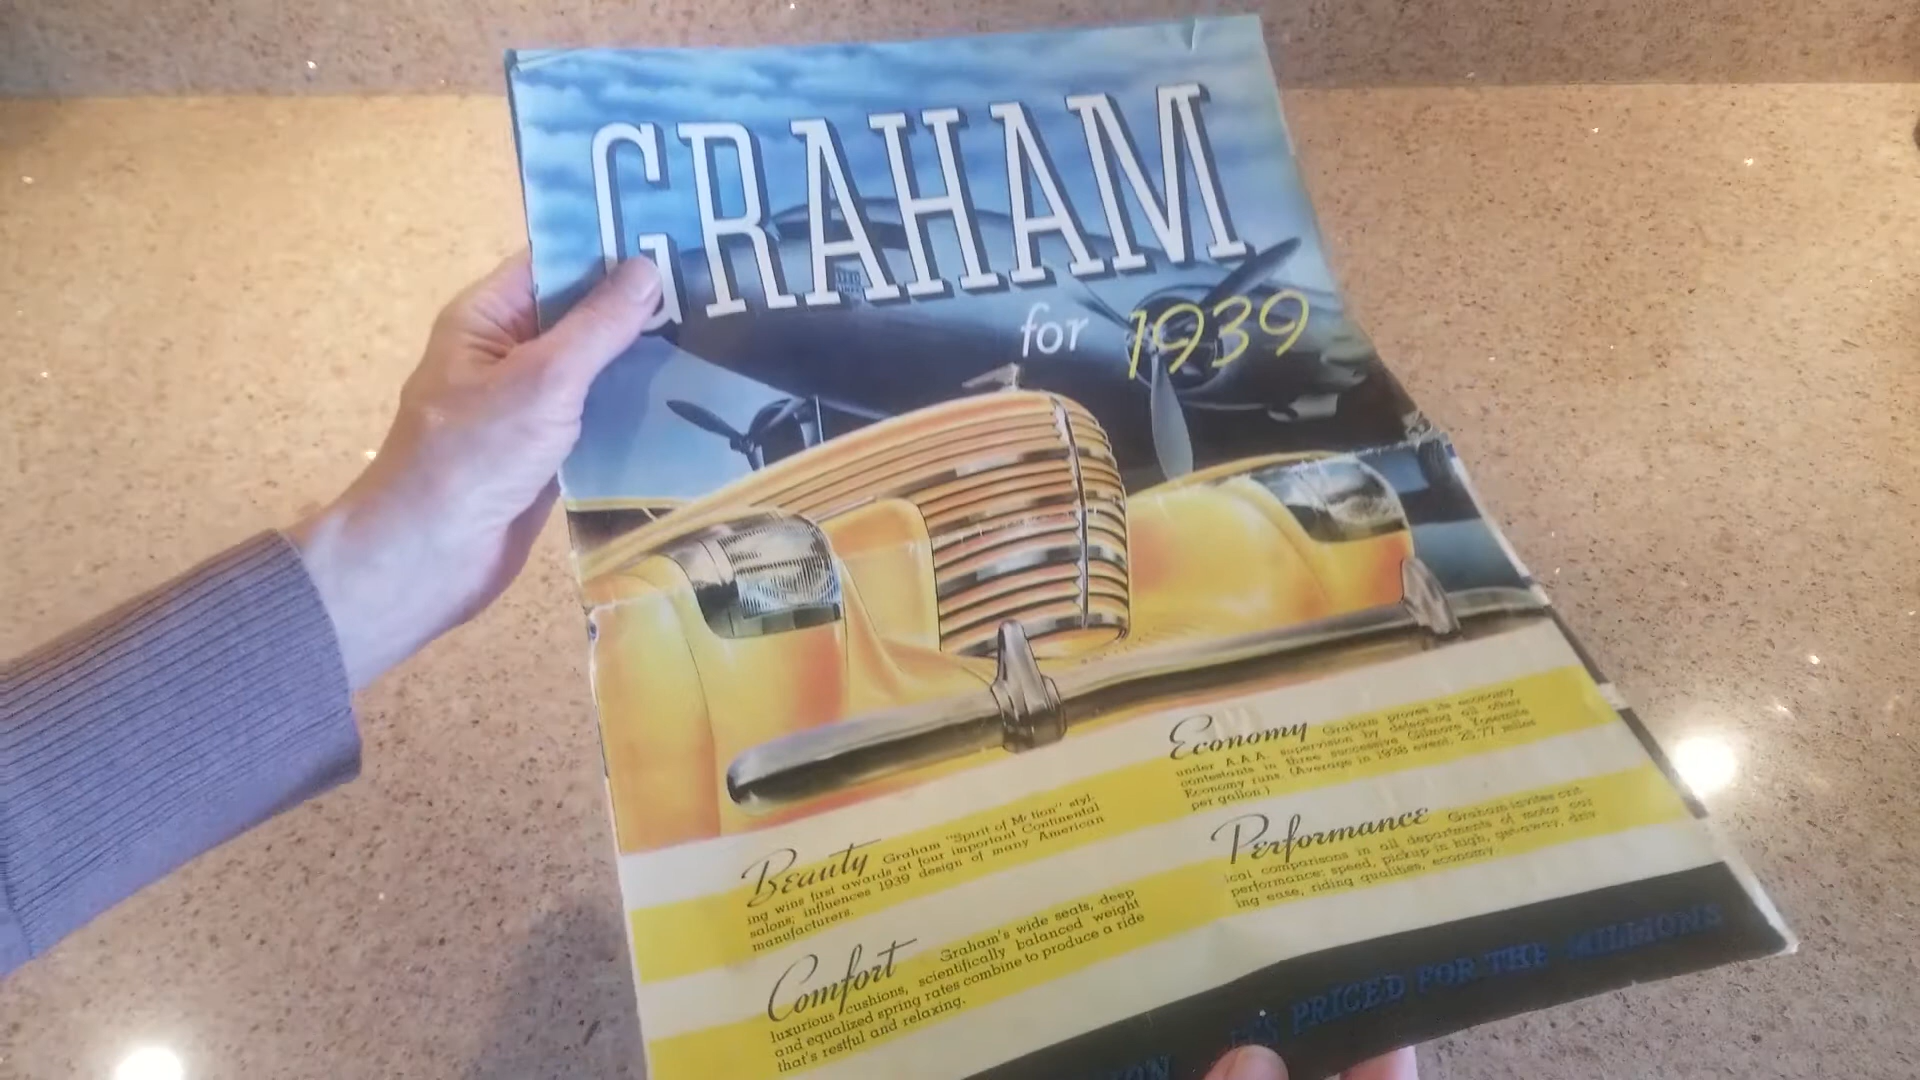 GRAHAM
for 1939
Beauty Graham "Spirit of Motion" styl-
ing wins first awards at four important Continental
salons; influences 1939 design of many American
manufacturers.
Comfort Graham's wide seats, deep
luxurious cushions, scientifically balanced weight
and equalized spring rates combine to produce a ride
that's restful and relaxing.
Economy Graham proves its economy
under A.A.A. supervision by defeating all other
contestants in three successive Gilmore Yosemite
Economy runs. (Average in 1938 event, 25.77 miles
per gallon.)
Performance Graham invites crit-
ical comparisons in all departments of motor car
performance: speed, pickup in high, get-away, driv-
ing ease, riding qualities, economy.
PRICED FOR THE MILLIONS